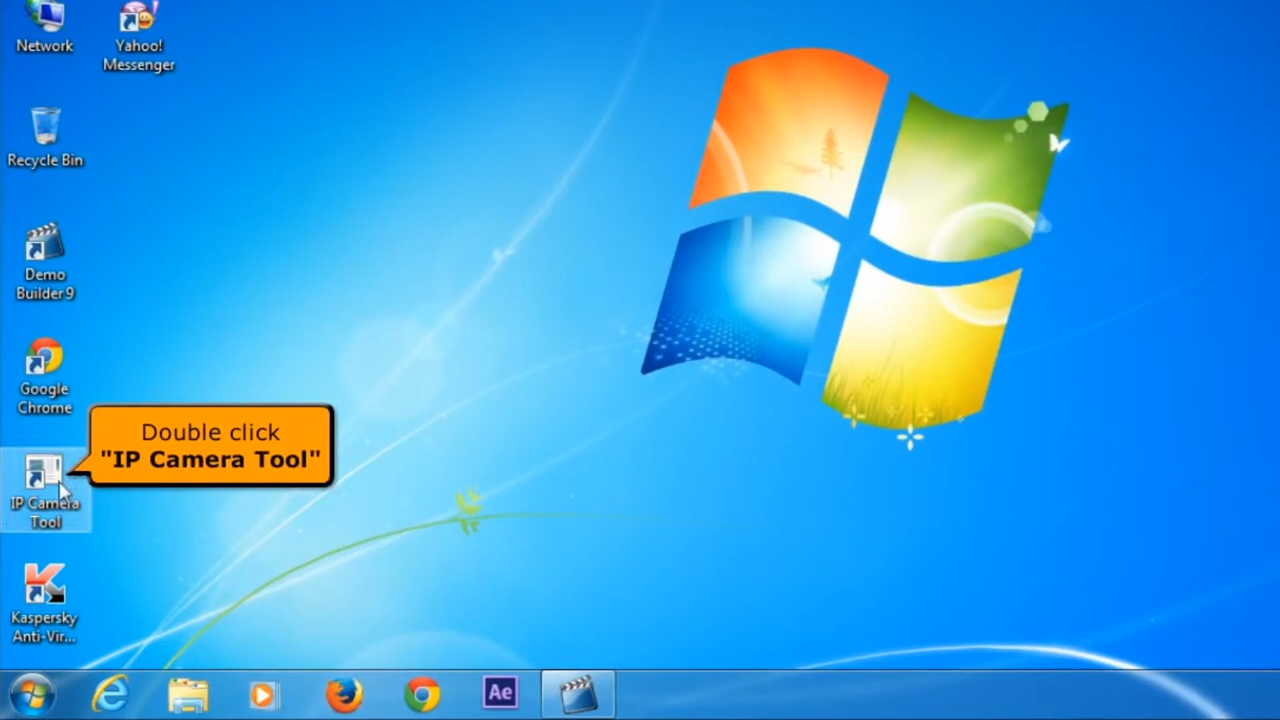 Network
Yahoo!
Messenger
Recycle Bin
Demo
Builder 9
Google
Chrome
Double click
"IP Camera Tool"
IP Camera
Tool
Kaspersky
Anti-Vir...
Ae